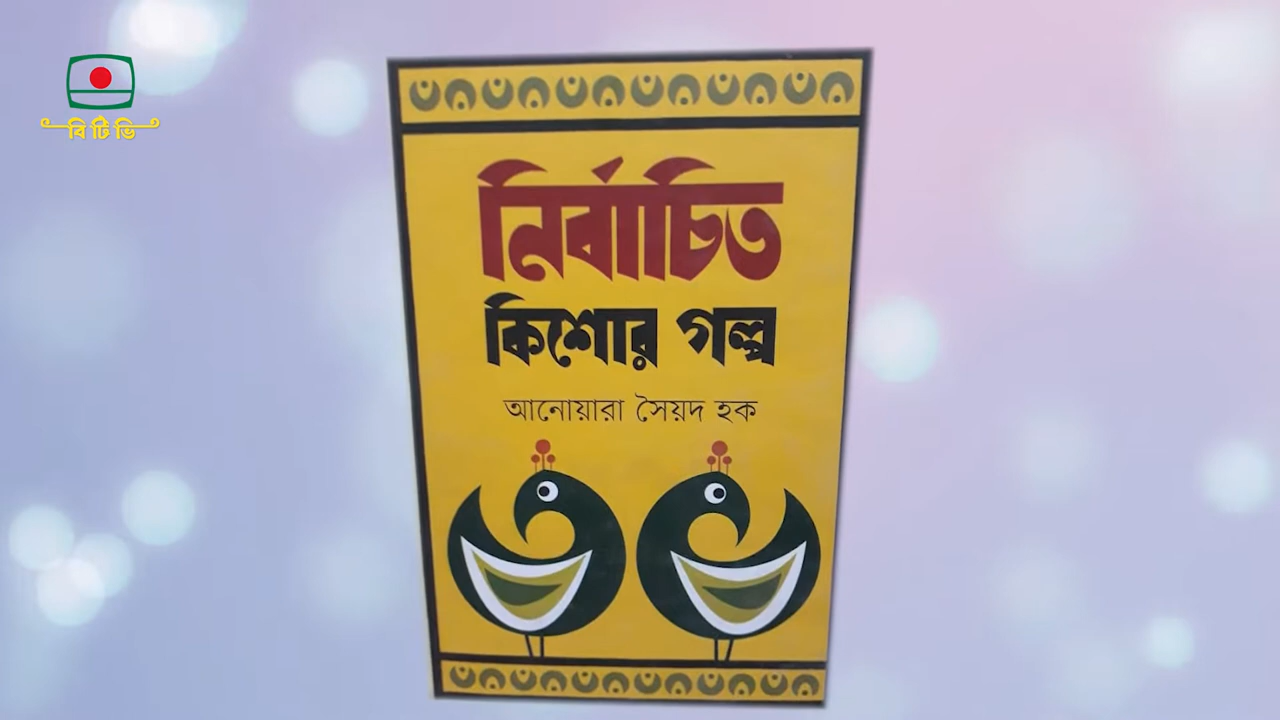 বি টি ভি
নির্বাচিত
কিশোর গল্প
আনোয়ারা সৈয়দ হক